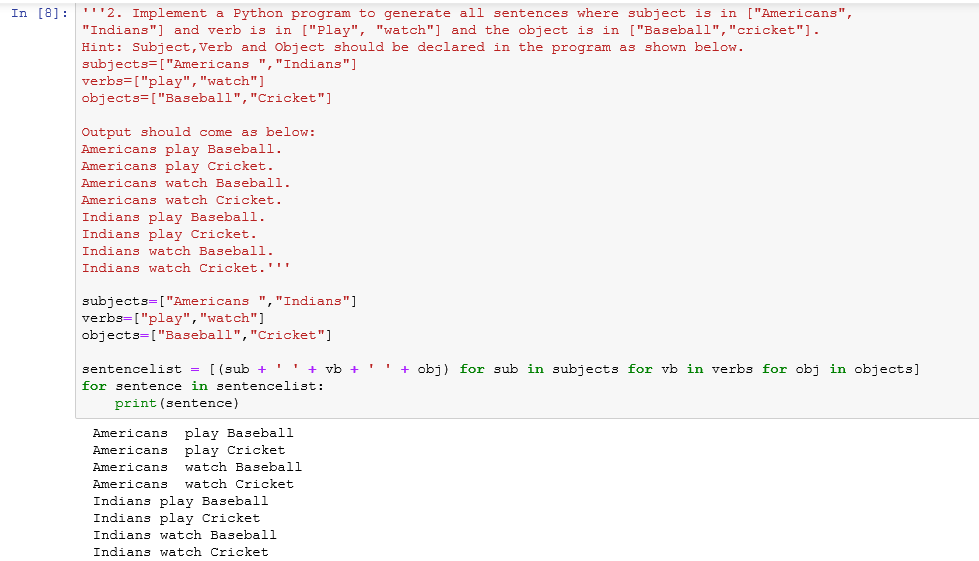 In [8]: '''2. Implement a Python program to generate all sentences where subject is in ["Americans",
"Indians"] and verb is in ["Play", "watch"] and the object is in ["Baseball","cricket"].
Hint: Subject,Verb and Object should be declared in the program as shown below.
subjects=["Americans ","Indians"]
verbs=["play","watch"]
objects=["Baseball","Cricket"]

Output should come as below:
Americans play Baseball.
Americans play Cricket.
Americans watch Baseball.
Americans watch Cricket.
Indians play Baseball.
Indians play Cricket.
Indians watch Baseball.
Indians watch Cricket.'''

subjects=["Americans ","Indians"]
verbs=["play","watch"]
objects=["Baseball","Cricket"]

sentencelist = [(sub + ' ' + vb + ' ' + obj) for sub in subjects for vb in verbs for obj in objects]
for sentence in sentencelist:
    print(sentence)

Americans  play Baseball
Americans  play Cricket
Americans  watch Baseball
Americans  watch Cricket
Indians play Baseball
Indians play Cricket
Indians watch Baseball
Indians watch Cricket